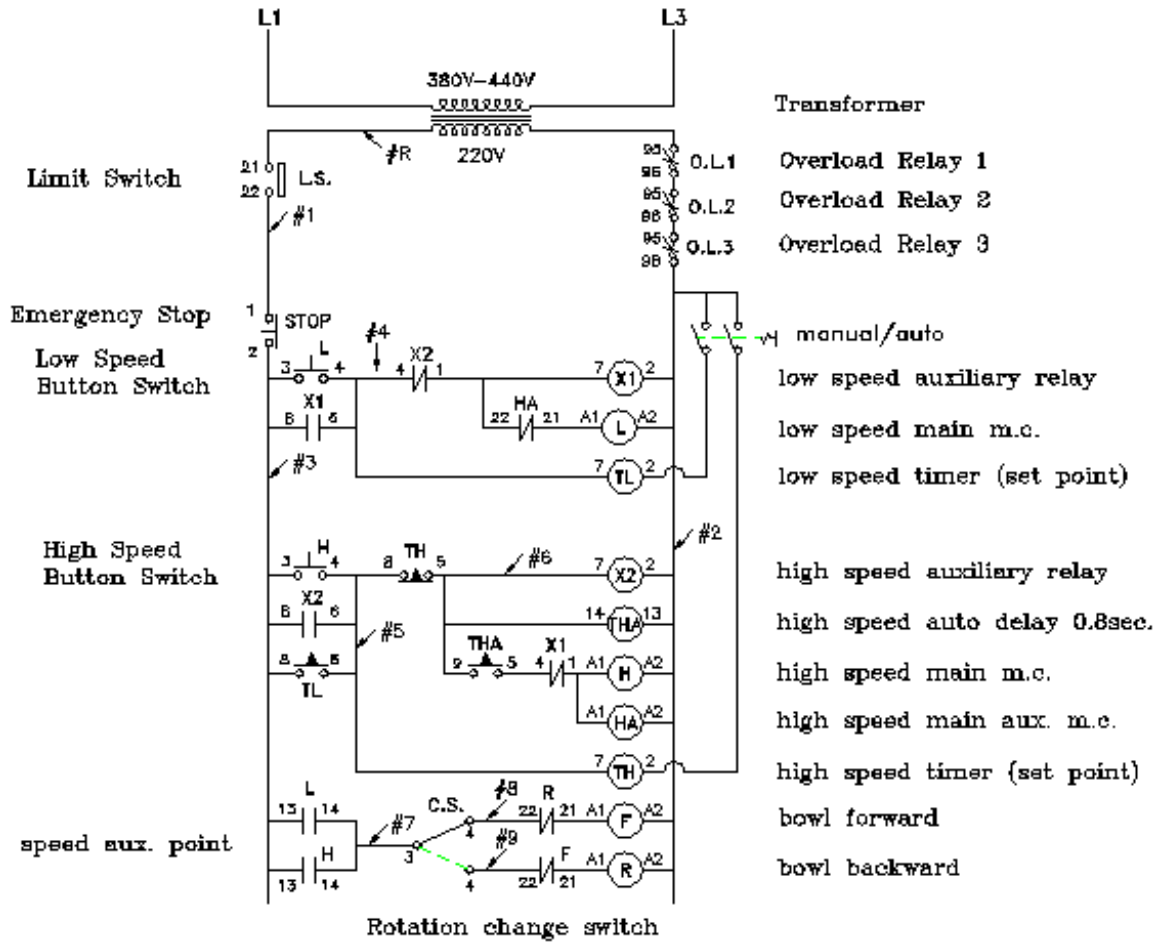 L1 L3
380V-440V
Transformer
#R
220V
Limit Switch
21
22
L.S.
#1
95
96
O.L.1
Overload Relay 1
95
96
O.L.2
Overload Relay 2
95
96
O.L.3
Overload Relay 3
Emergency Stop
1
2
STOP
manual/auto
Low Speed
Button Switch
3 L 4
#4
4 X2 1
7 X1 2
low speed auxiliary relay
6 X1 5
22 HA 21
A1 L A2
low speed main m.c.
#3
7 TL 2
low speed timer (set point)
#2
High Speed
Button Switch
3 H 4
8 TH 5
#6
7 X2 2
high speed auxiliary relay
8 X2 6
#5
14 THA 13
high speed auto delay 0.8sec.
8 TL 6
9 THA 5
4 X1 1
A1 H A2
high speed main m.c.
A1 HA A2
high speed main aux. m.c.
7 TH 2
high speed timer (set point)
speed aux. point
13 L 14
#7
C.S.
3
4
#8
22 R 21
A1 F A2
bowl forward
13 H 14
4
#9
22 F 21
A1 R A2
bowl backward
Rotation change switch